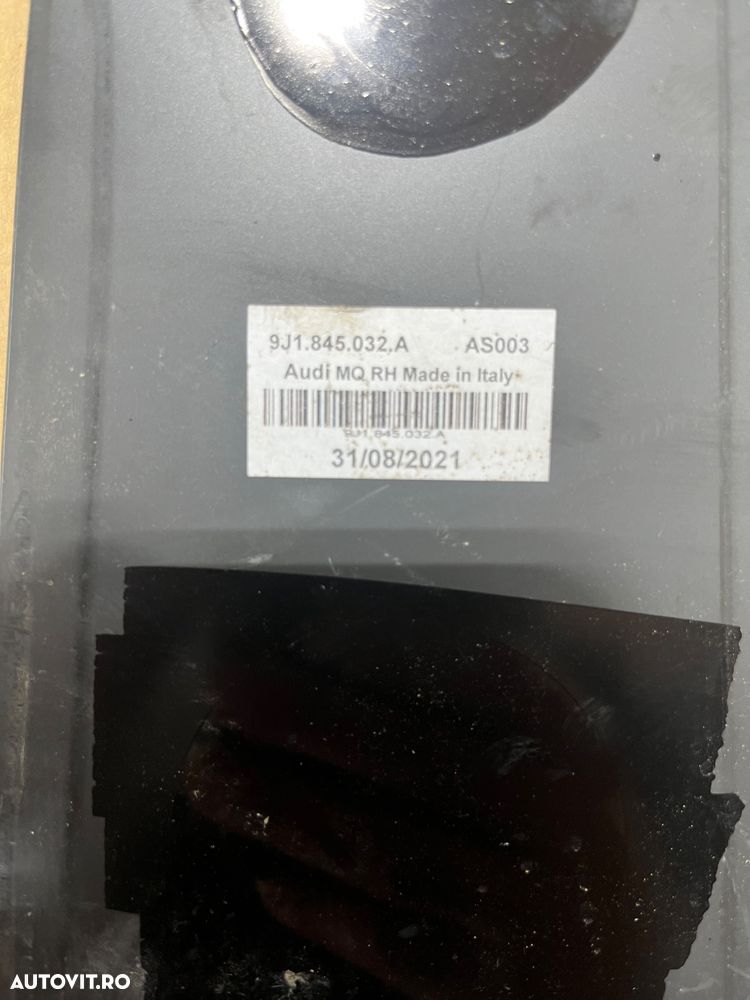 9J1.845.032.A AS003
Audi MQ RH Made in Italy
9J1.845.032.A
31/08/2021
AUTOVIT.RO